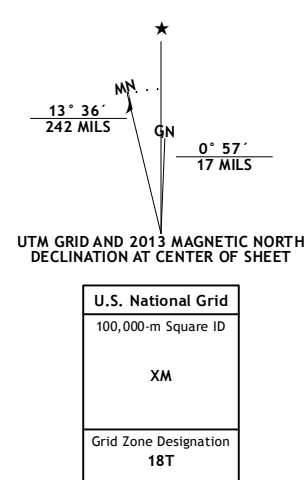 ★
MN
13° 36´
242 MILS
GN
0° 57´
17 MILS
UTM GRID AND 2013 MAGNETIC NORTH
DECLINATION AT CENTER OF SHEET
U.S. National Grid
100,000-m Square ID
XM
Grid Zone Designation
18T